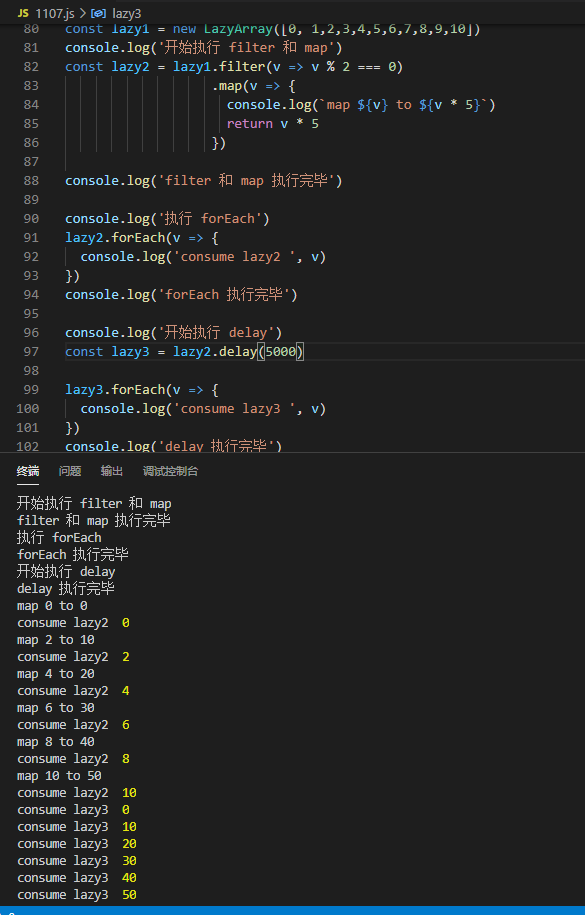 JS 1107.js > lazy3
80 const lazy1 = new LazyArray([0, 1,2,3,4,5,6,7,8,9,10])
81 console.log('开始执行 filter 和 map')
82 const lazy2 = lazy1.filter(v => v % 2 === 0)
83 .map(v => {
84 console.log(`map ${v} to ${v * 5}`)
85 return v * 5
86 })
87
88 console.log('filter 和 map 执行完毕')
89
90 console.log('执行 forEach')
91 lazy2.forEach(v => {
92 console.log('consume lazy2 ', v)
93 })
94 console.log('forEach 执行完毕')
95
96 console.log('开始执行 delay')
97 const lazy3 = lazy2.delay(5000)
98
99 lazy3.forEach(v => {
100 console.log('consume lazy3 ', v)
101 })
102 console.log('delay 执行完毕')
终端 问题 输出 调试控制台
开始执行 filter 和 map
filter 和 map 执行完毕
执行 forEach
forEach 执行完毕
开始执行 delay
delay 执行完毕
map 0 to 0
consume lazy2  0
map 2 to 10
consume lazy2  2
map 4 to 20
consume lazy2  4
map 6 to 30
consume lazy2  6
map 8 to 40
consume lazy2  8
map 10 to 50
consume lazy2  10
consume lazy3  0
consume lazy3  10
consume lazy3  20
consume lazy3  30
consume lazy3  40
consume lazy3  50